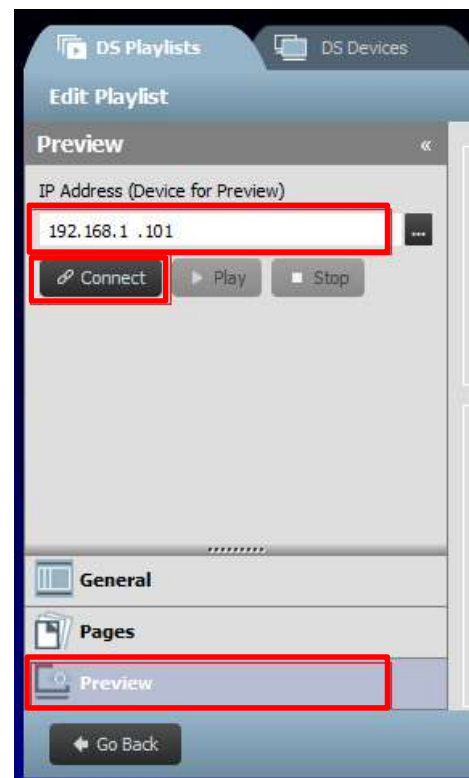 DS Playlists DS Devices
Edit Playlist
Preview «
IP Address (Device for Preview)
192.168.1 .101 ...
Connect Play Stop
General
Pages
Preview
Go Back